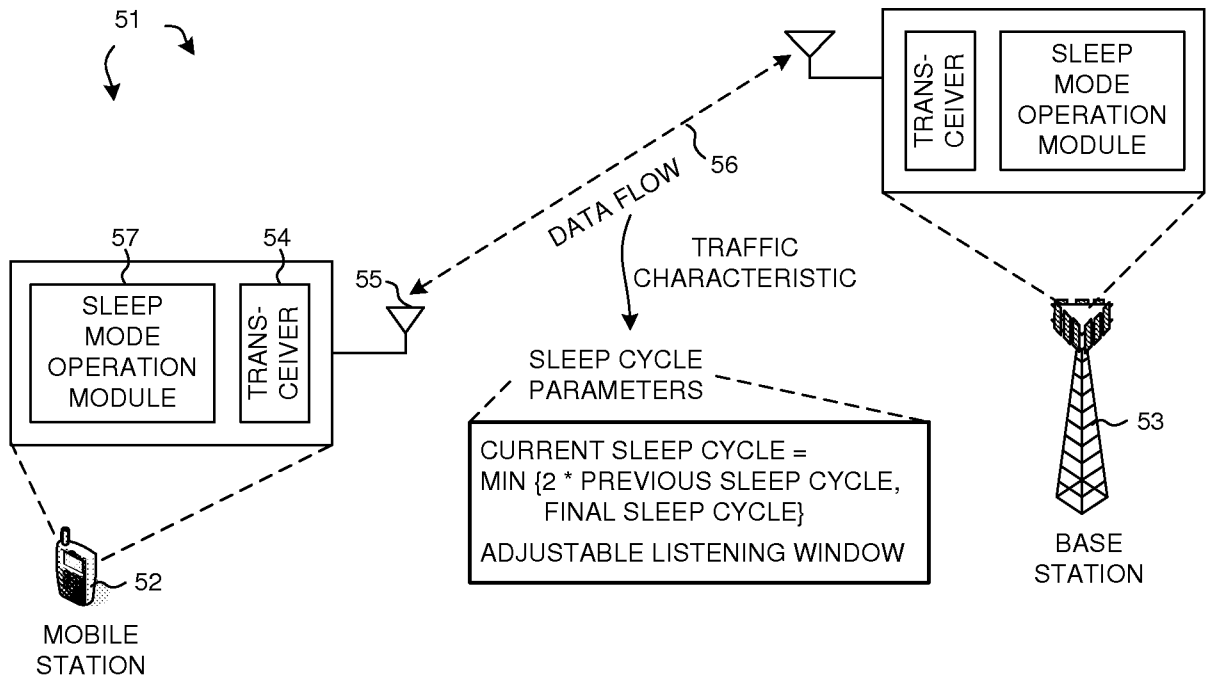 51
TRANS-
CEIVER
SLEEP
MODE
OPERATION
MODULE
56
DATA FLOW
TRAFFIC
CHARACTERISTIC
57
54
55
SLEEP
MODE
OPERATION
MODULE
TRANS-
CEIVER
SLEEP CYCLE
PARAMETERS
CURRENT SLEEP CYCLE =
MIN {2 * PREVIOUS SLEEP CYCLE,
FINAL SLEEP CYCLE}
ADJUSTABLE LISTENING WINDOW
53
BASE
STATION
52
MOBILE
STATION